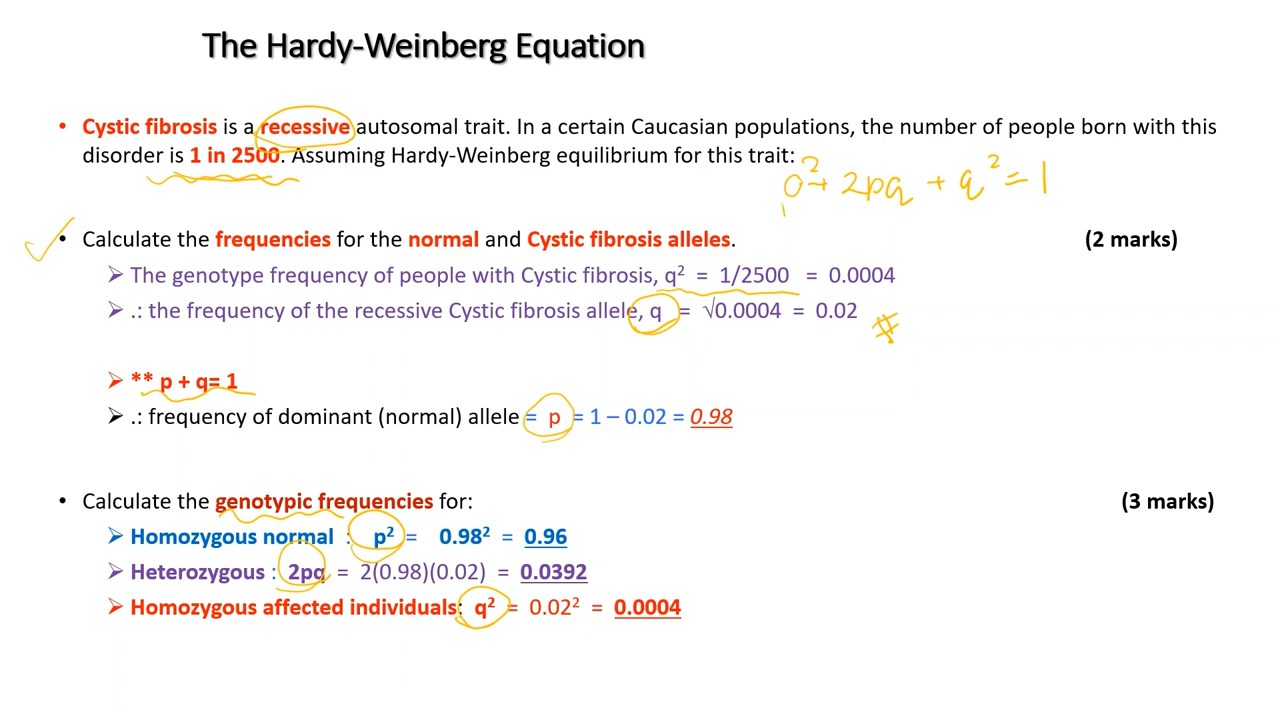 The Hardy-Weinberg Equation
• Cystic fibrosis is a recessive autosomal trait. In a certain Caucasian populations, the number of people born with this
disorder is 1 in 2500. Assuming Hardy-Weinberg equilibrium for this trait:
p² + 2pq + q² = 1
• Calculate the frequencies for the normal and Cystic fibrosis alleles. (2 marks)
➢ The genotype frequency of people with Cystic fibrosis, q² = 1/2500 = 0.0004
➢ .: the frequency of the recessive Cystic fibrosis allele, q = √0.0004 = 0.02
➢ ** p + q= 1
➢ .: frequency of dominant (normal) allele = p = 1 – 0.02 = 0.98
• Calculate the genotypic frequencies for: (3 marks)
➢ Homozygous normal : p² = 0.98² = 0.96
➢ Heterozygous : 2pq = 2(0.98)(0.02) = 0.0392
➢ Homozygous affected individuals: q² = 0.02² = 0.0004